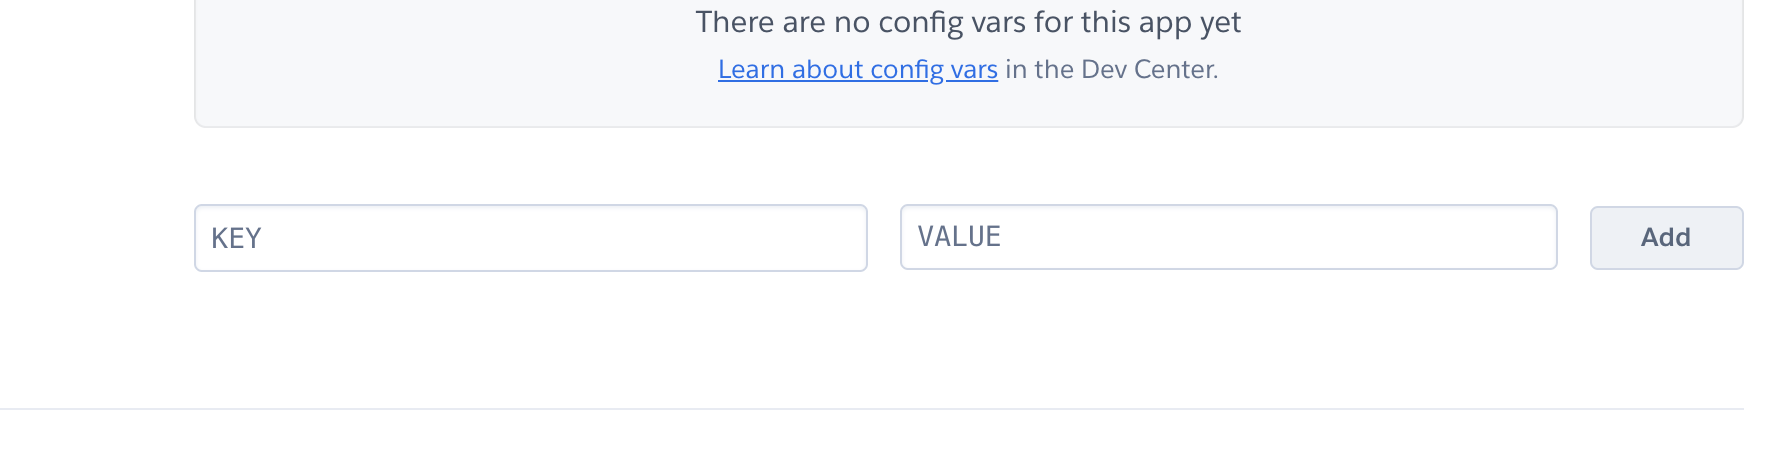 There are no config vars for this app yet
Learn about config vars in the Dev Center.
KEY
VALUE
Add